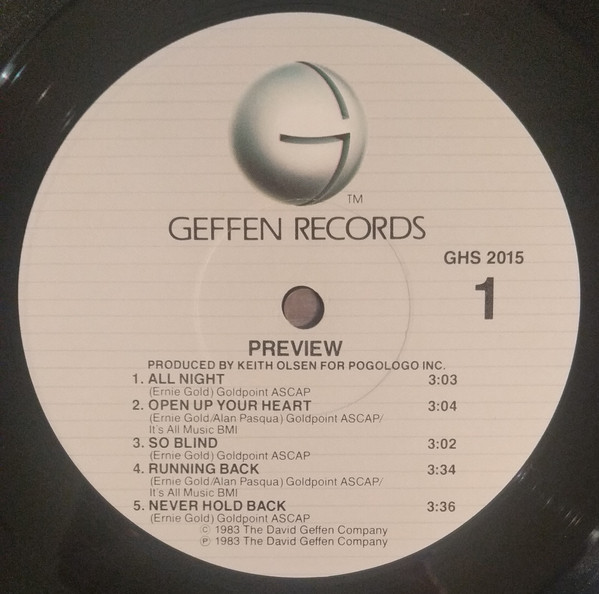 TM
GEFFEN RECORDS
GHS 2015
1
PREVIEW
PRODUCED BY KEITH OLSEN FOR POGOLOGO INC.
1. ALL NIGHT 3:03
(Ernie Gold) Goldpoint ASCAP
2. OPEN UP YOUR HEART 3:04
(Ernie Gold/Alan Pasqua) Goldpoint ASCAP/
It's All Music BMI
3. SO BLIND 3:02
(Ernie Gold) Goldpoint ASCAP
4. RUNNING BACK 3:34
(Ernie Gold/Alan Pasqua) Goldpoint ASCAP/
It's All Music BMI
5. NEVER HOLD BACK 3:36
(Ernie Gold) Goldpoint ASCAP
© 1983 The David Geffen Company
℗ 1983 The David Geffen Company